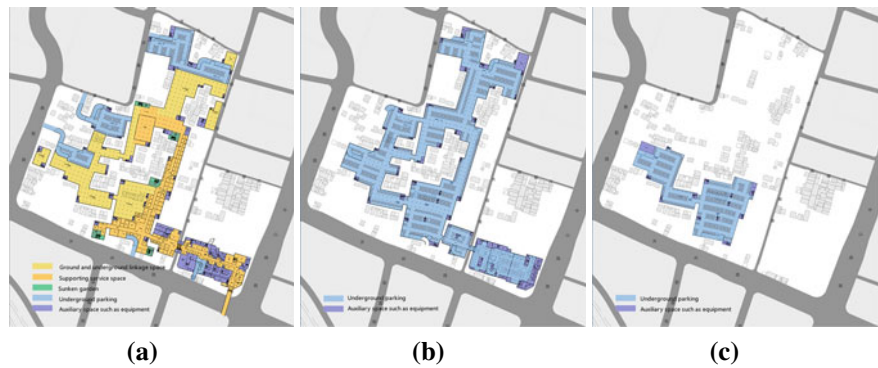 Ground and underground linkage space
Supporting service space
Sunken garden
Underground parking
Auxiliary space such as equipment
Underground parking
Auxiliary space such as equipment
Underground parking
Auxiliary space such as equipment
(a)
(b)
(c)